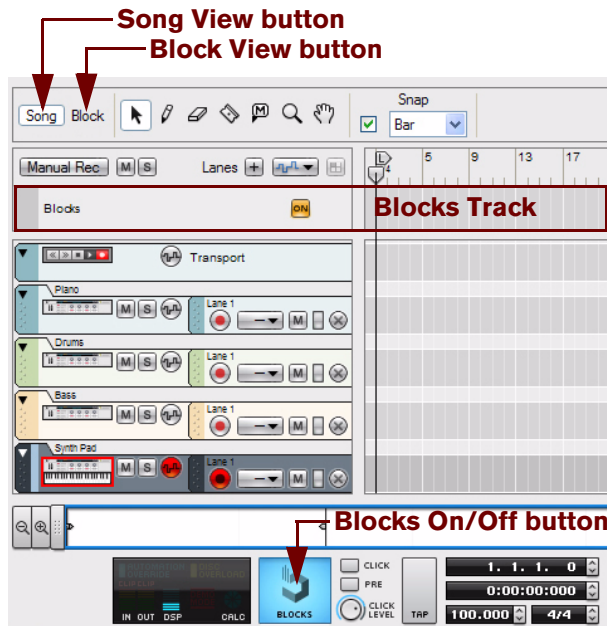 Song View button
Block View button
Song Block
Snap
Bar
Manual Rec M S Lanes +
L 5 9 13 17
Blocks ON Blocks Track
Transport
Piano
M S Lane 1 M
Drums
M S Lane 1 M
Bass
M S Lane 1 M
Synth Pad
M S Lane 1 M
Blocks On/Off button
AUTOMATION OVERRIDE
IN OUT DSP CALC
BLOCKS
CLICK
PRE
CLICK LEVEL
TAP
1. 1. 1. 0
0:00:00:000
100.000 4/4